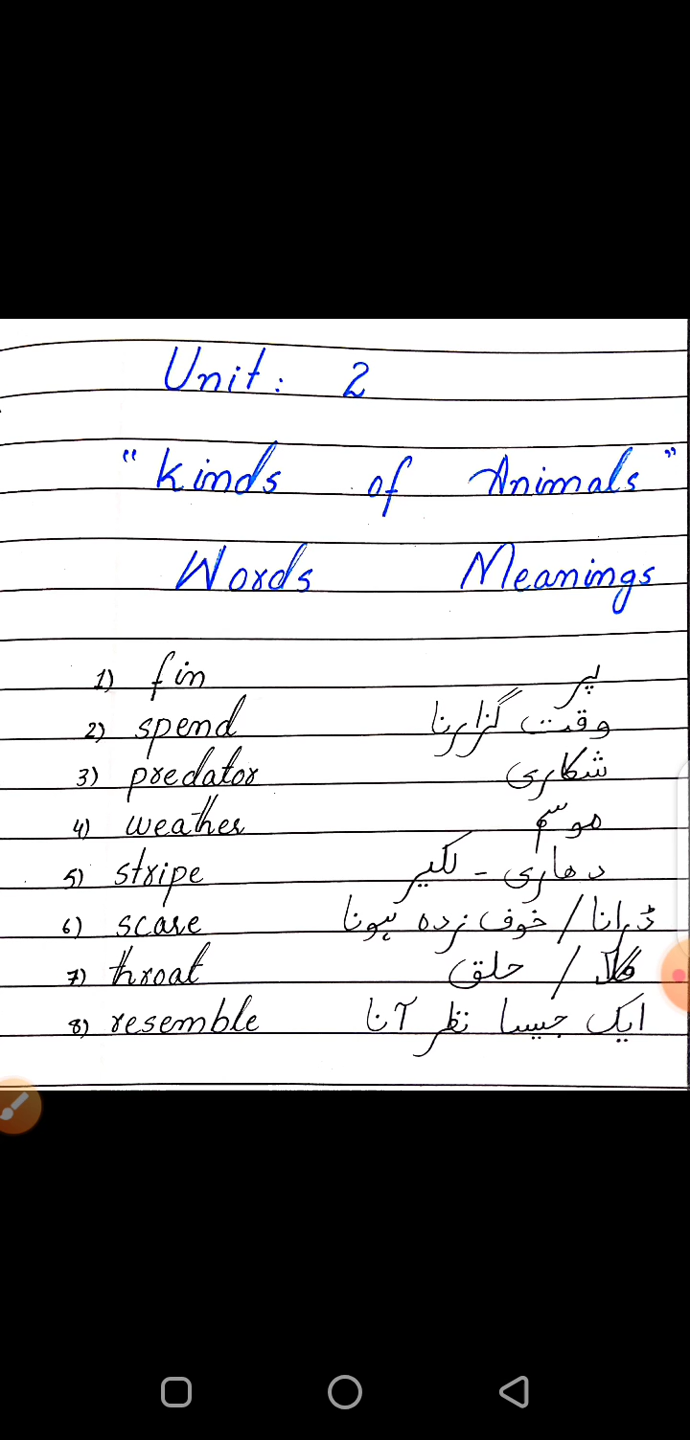 Unit: 2
"Kinds of Animals"
Words Meanings
1) fin پر
2) spend وقت گزارنا
3) predator شکاری
4) weather موسم
5) stripe دھاری - لکیر
6) scare ڈرانا / خوف زدہ ہونا
7) throat گلا / حلق
8) resemble ایک جیسا نظر آنا